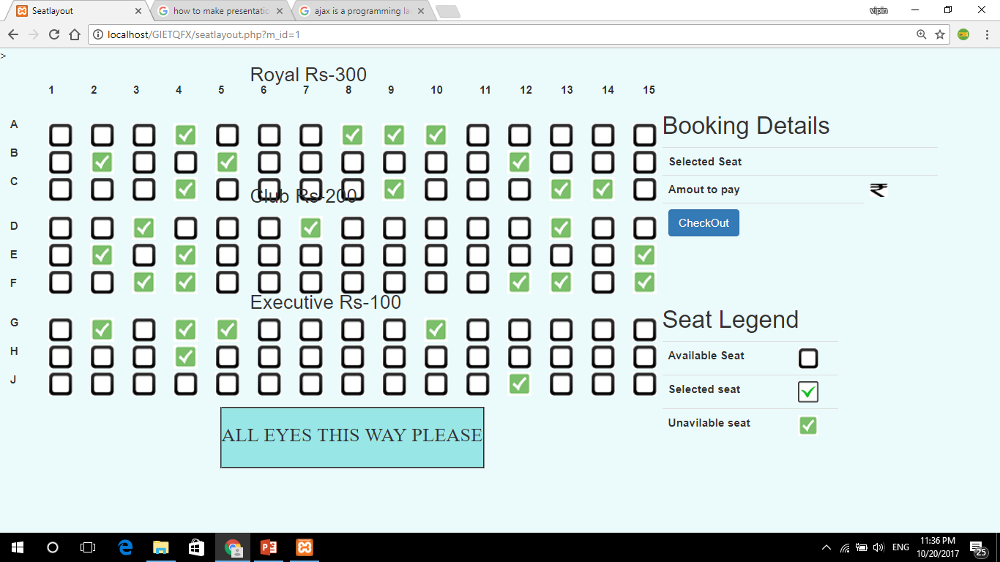 Seatlayout
how to make presentatio
ajax is a programming la
vipin
localhost/GIETQFX/seatlayout.php?m_id=1
>
Royal Rs-300
1 2 3 4 5 6 7 8 9 10 11 12 13 14 15
A
B
C
Club Rs-200
D
E
F
Executive Rs-100
G
H
J
ALL EYES THIS WAY PLEASE
Booking Details
Selected Seat
Amout to pay ₹
CheckOut
Seat Legend
Available Seat
Selected seat
Unavilable seat
ENG
11:36 PM
10/20/2017
25